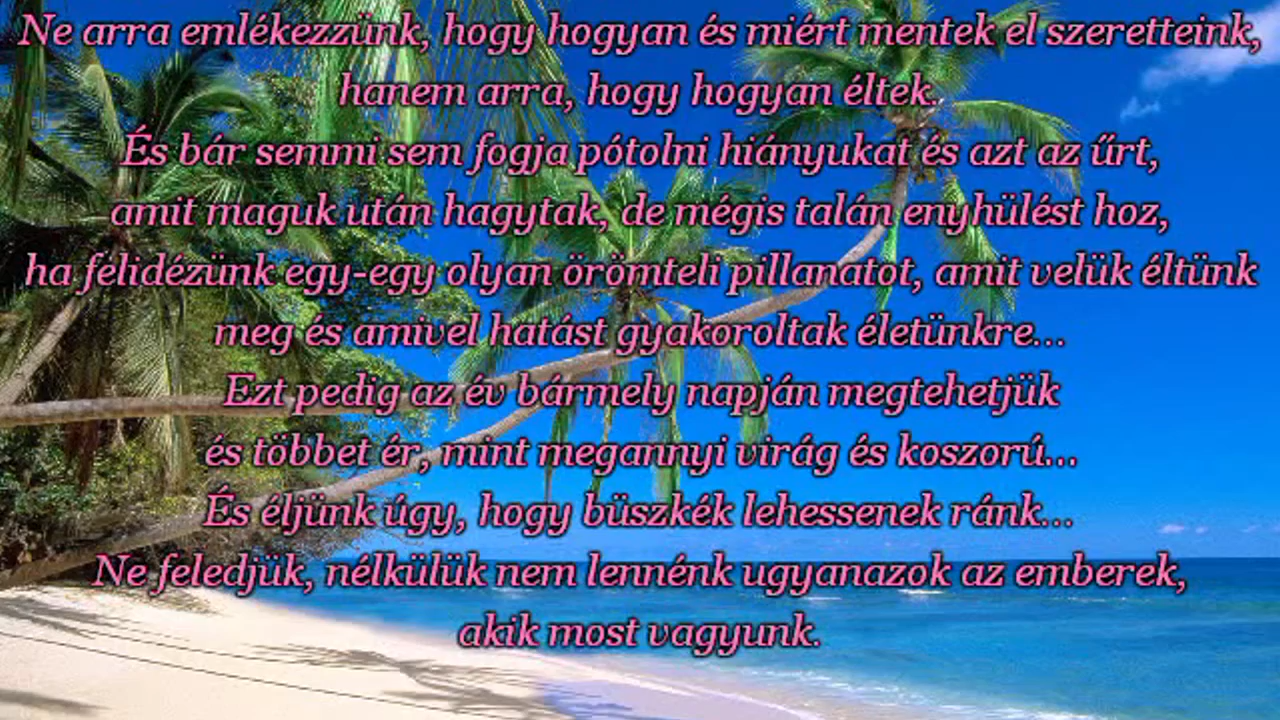 Ne arra emlékezzünk, hogy hogyan és miért mentek el szeretteink,
hanem arra, hogy hogyan éltek.
És bár semmi sem fogja pótolni hiányukat és azt az űrt,
amit maguk után hagytak, de mégis talán enyhülést hoz,
ha felidézünk egy-egy olyan örömteli pillanatot, amit velük éltünk
meg és amivel hatást gyakoroltak életünkre...
Ezt pedig az év bármely napján megtehetjük
és többet ér, mint megannyi virág és koszorú...
És éljünk úgy, hogy büszkék lehessenek ránk...
Ne feledjük, nélkülük nem lennénk ugyanazok az emberek,
akik most vagyunk.